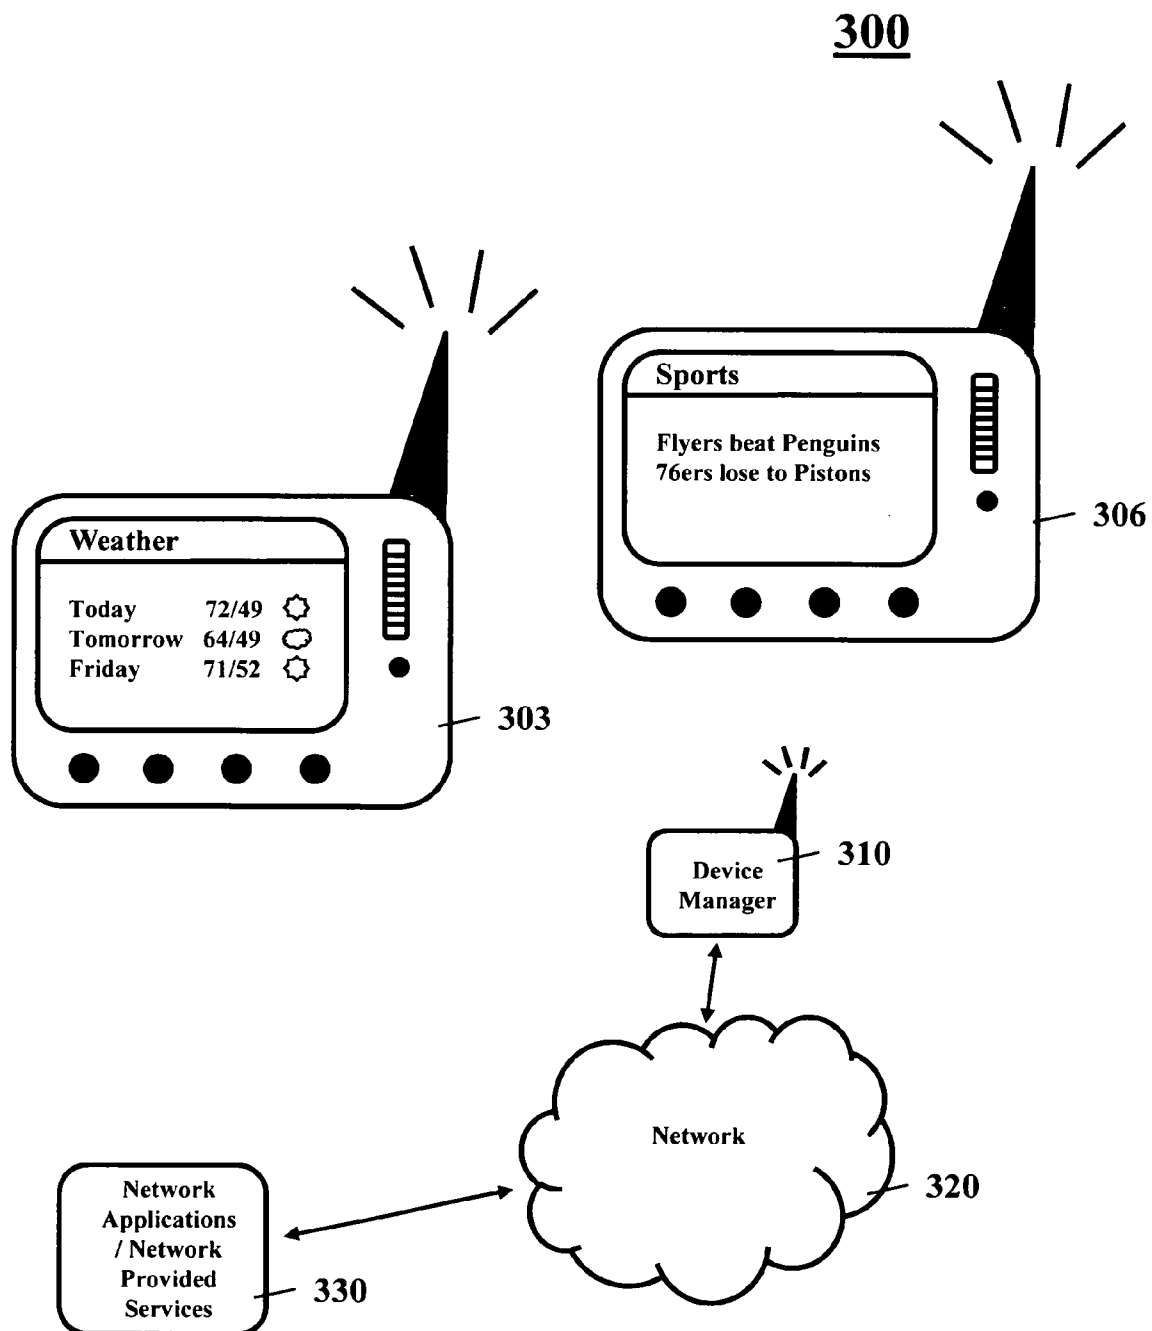 300
Sports
Flyers beat Penguins
76ers lose to Pistons
306
Weather
Today 72/49
Tomorrow 64/49
Friday 71/52
303
Device
Manager
310
Network
320
Network
Applications
/ Network
Provided
Services
330